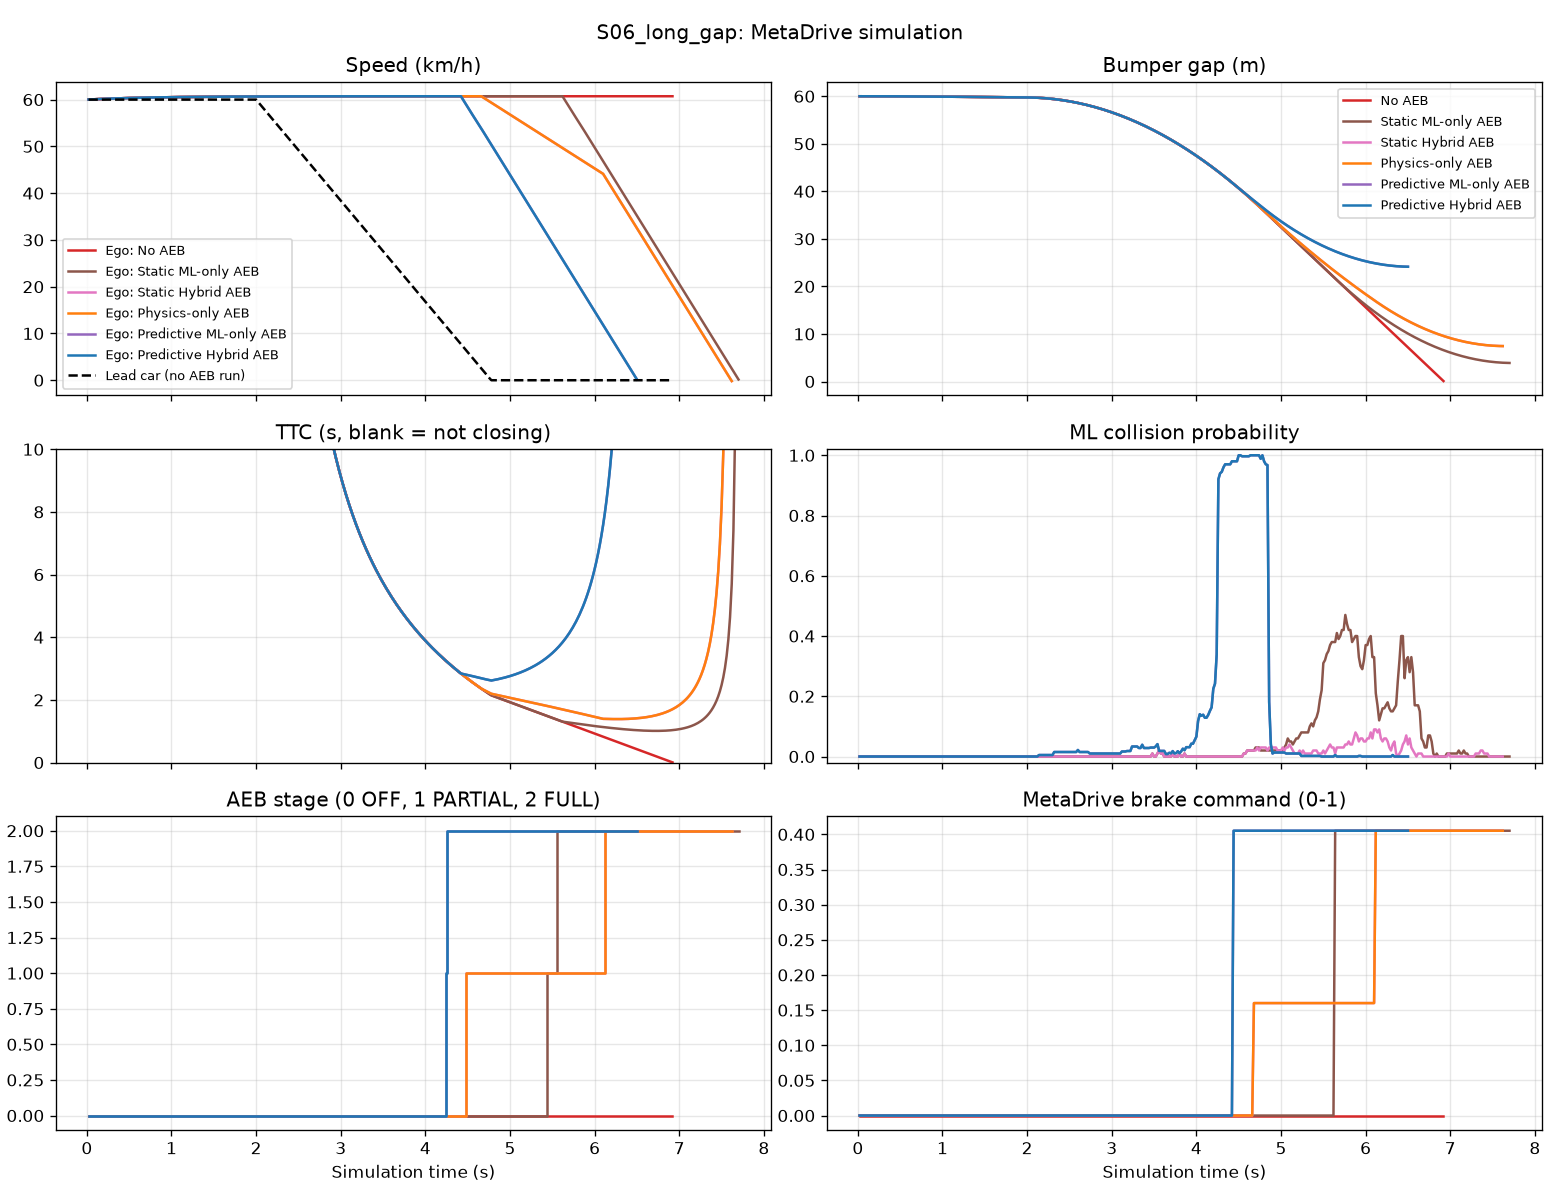 S06_long_gap: MetaDrive simulation
Speed (km/h)
60
50
40
30
20
10
0
Ego: No AEB
Ego: Static ML-only AEB
Ego: Static Hybrid AEB
Ego: Physics-only AEB
Ego: Predictive ML-only AEB
Ego: Predictive Hybrid AEB
Lead car (no AEB run)
Bumper gap (m)
60
50
40
30
20
10
0
No AEB
Static ML-only AEB
Static Hybrid AEB
Physics-only AEB
Predictive ML-only AEB
Predictive Hybrid AEB
TTC (s, blank = not closing)
10
8
6
4
2
0
ML collision probability
1.0
0.8
0.6
0.4
0.2
0.0
AEB stage (0 OFF, 1 PARTIAL, 2 FULL)
2.00
1.75
1.50
1.25
1.00
0.75
0.50
0.25
0.00
0 1 2 3 4 5 6 7 8
Simulation time (s)
MetaDrive brake command (0-1)
0.40
0.35
0.30
0.25
0.20
0.15
0.10
0.05
0.00
0 1 2 3 4 5 6 7 8
Simulation time (s)